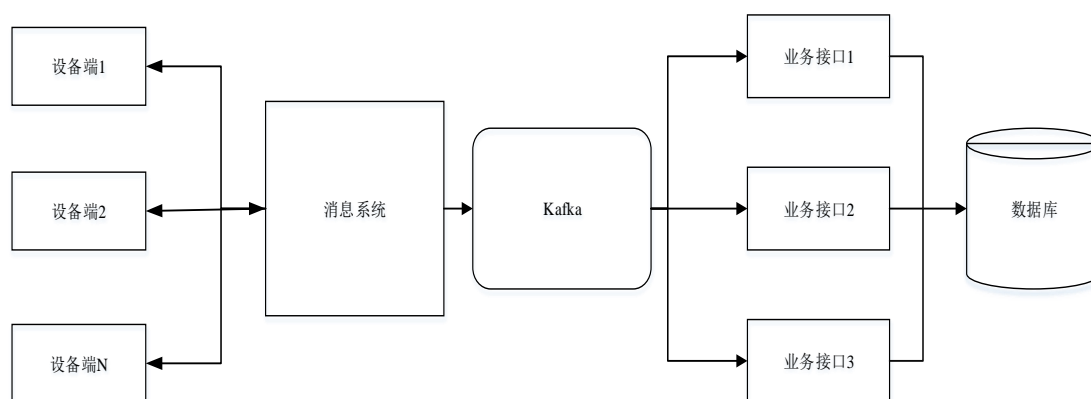 设备端1
设备端2
设备端N
消息系统
Kafka
业务接口1
业务接口2
业务接口3
数据库